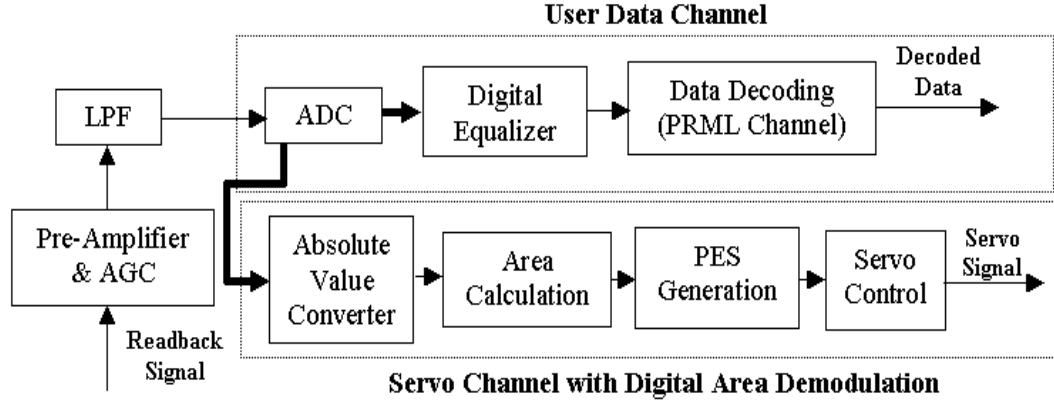 User Data Channel
LPF
ADC
Digital
Equalizer
Data Decoding
(PRML Channel)
Decoded
Data
Pre-Amplifier
& AGC
Readback
Signal
Absolute
Value
Converter
Area
Calculation
PES
Generation
Servo
Control
Servo
Signal
Servo Channel with Digital Area Demodulation